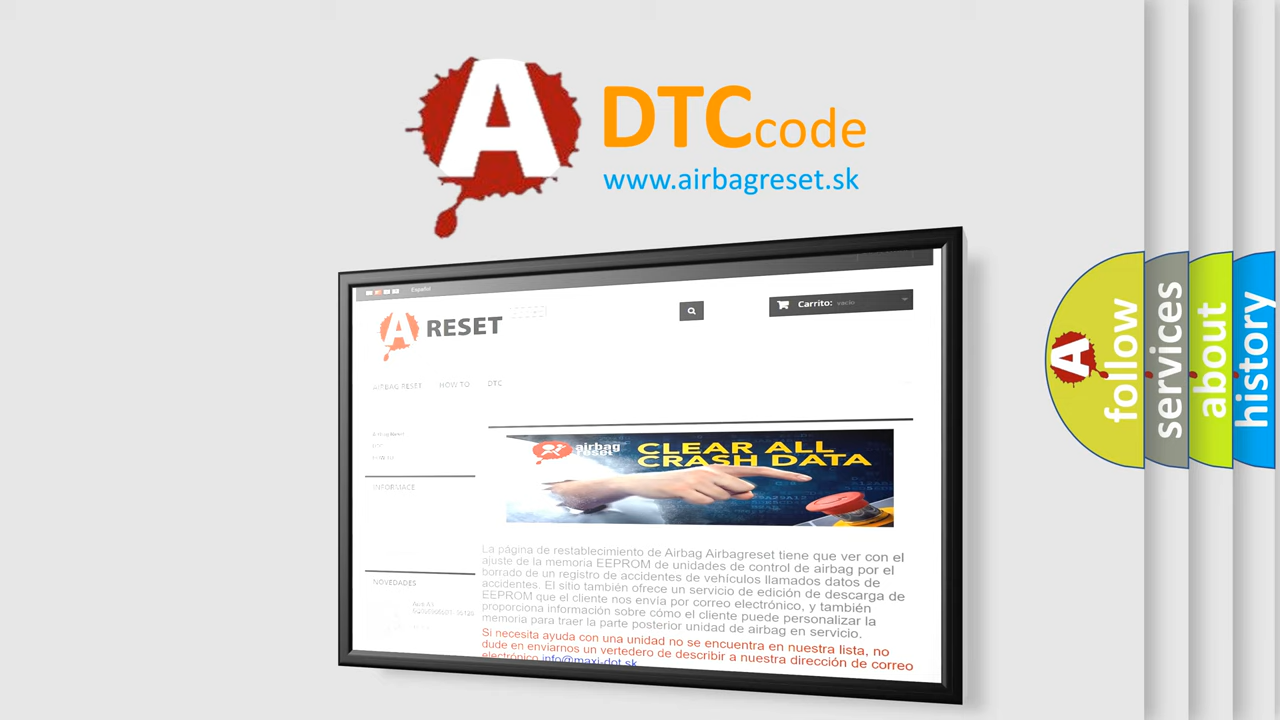 A
DTCcode
www.airbagreset.sk
Español
A RESET
Carrito: vacío
AIRBAG RESET HOW TO DTC
airbag
reset
CLEAR ALL
CRASH DATA
INFORMACE
La página de restablecimiento de Airbag Airbagreset tiene que ver con el
ajuste de la memoria EEPROM de unidades de control de airbag por el
borrado de un registro de accidentes de vehículos llamados datos de
accidentes. El sitio también ofrece un servicio de edición de descarga de
EEPROM que el cliente nos envía por correo electrónico, y también
proporciona información sobre cómo el cliente puede personalizar la
memoria para traer la parte posterior unidad de airbag en servicio.
Si necesita ayuda con una unidad no se encuentra en nuestra lista, no
dude en enviarnos un vertedero de describir a nuestra dirección de correo
electrónico info@maxi-dot.sk
NOVEDADES
A
follow
services
about
history